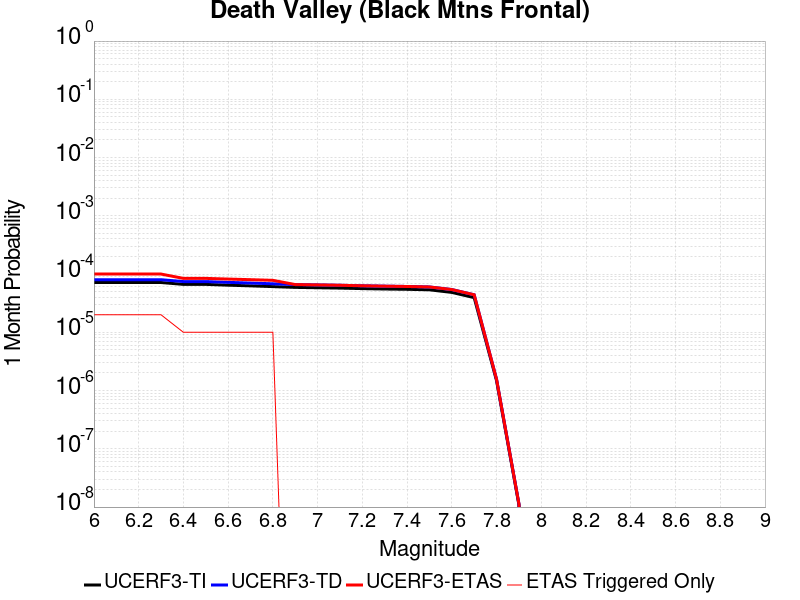 Death Valley (Black Mtns Frontal)
10 0
10 -1
10 -2
10 -3
10 -4
10 -5
10 -6
10 -7
10 -8
1 Month Probability
6 6.2 6.4 6.6 6.8 7 7.2 7.4 7.6 7.8 8 8.2 8.4 8.6 8.8 9
Magnitude
UCERF3-TI UCERF3-TD UCERF3-ETAS ETAS Triggered Only